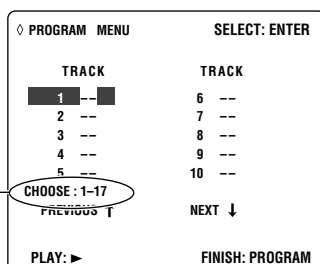 ◊ PROGRAM MENU SELECT: ENTER
TRACK TRACK
1 -- 6 --
2 -- 7 --
3 -- 8 --
4 -- 9 --
5 -- 10 --
CHOOSE : 1–17
PREVIOUS ↑ NEXT ↓
PLAY: ► FINISH: PROGRAM